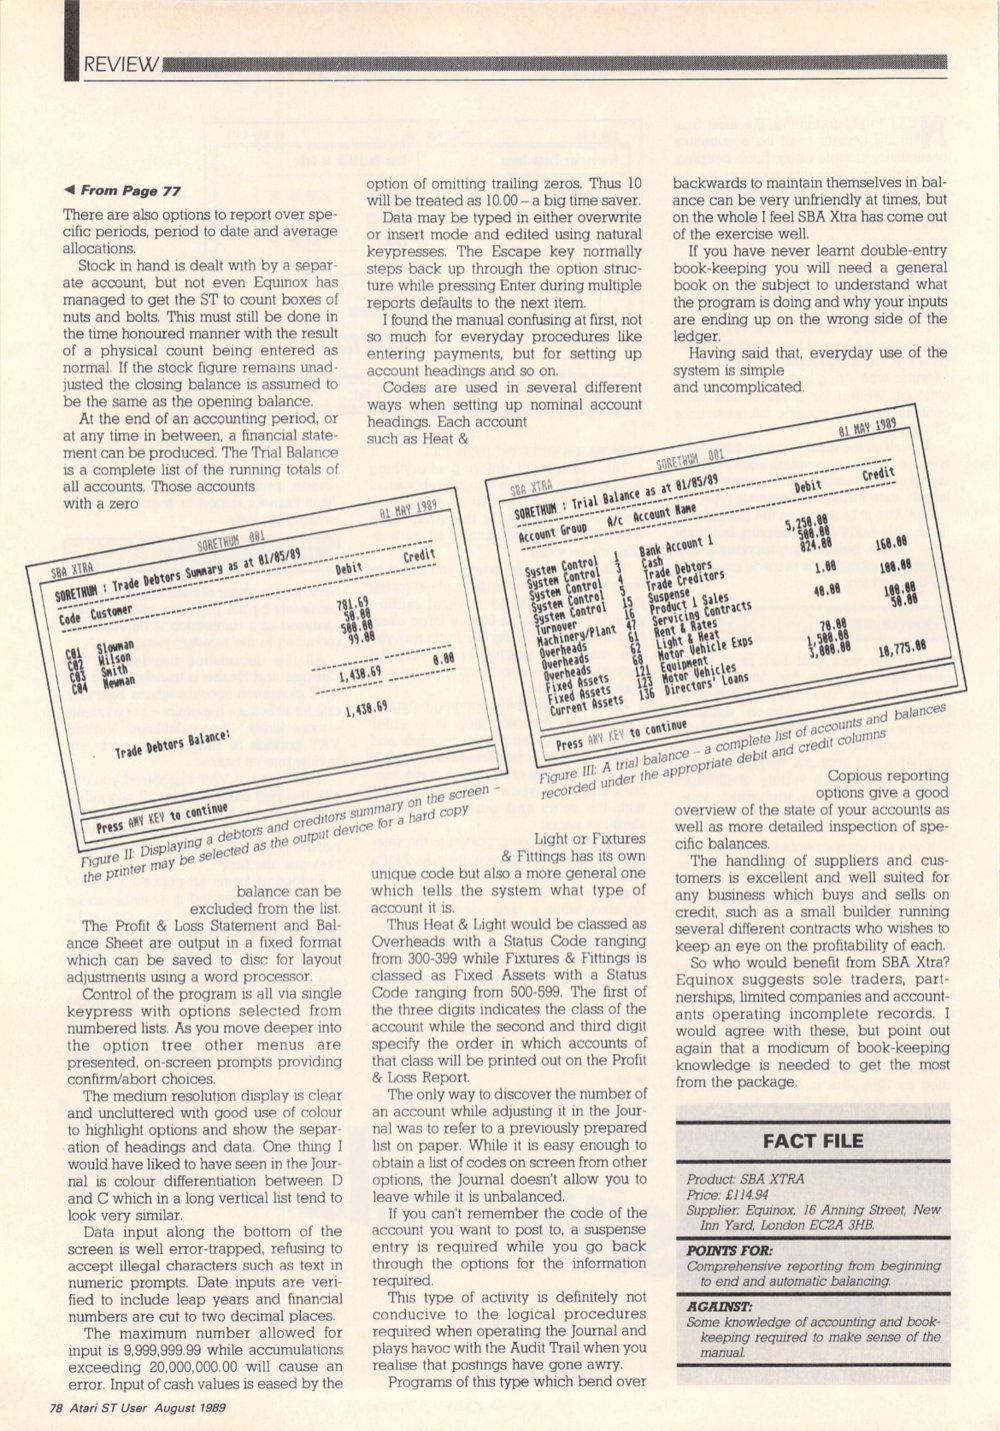 REVIEW
◄ From Page 77
There are also options to report over spe-
cific periods, period to date and average
allocations.
Stock in hand is dealt with by a separ-
ate account, but not even Equinox has
managed to get the ST to count boxes of
nuts and bolts. This must still be done in
the time honoured manner with the result
of a physical count being entered as
normal. If the stock figure remains unad-
justed the closing balance is assumed to
be the same as the opening balance.
At the end of an accounting period, or
at any time in between, a financial state-
ment can be produced. The Trial Balance
is a complete list of the running totals of
all accounts. Those accounts
with a zero
SBA XTRA SORETHUM 001 01 MAY 1989
SORETHUM : Trade Debtors Summary as at 01/05/89
Code Customer Debit Credit
C01 Slowman 781.69
C02 Wilson 50.00
C03 Smith 500.00
C04 Newman 99.00
1,430.69 0.00
Trade Debtors Balance: 1,430.69
Press ANY KEY to continue
Figure II: Displaying a debtors and creditors summary on the screen –
the printer may be selected as the output device for a hard copy
balance can be
excluded from the list.
The Profit & Loss Statement and Bal-
ance Sheet are output in a fixed format
which can be saved to disc for layout
adjustments using a word processor.
Control of the program is all via single
keypress with options selected from
numbered lists. As you move deeper into
the option tree other menus are
presented, on-screen prompts providing
confirm/abort choices.
The medium resolution display is clear
and uncluttered with good use of colour
to highlight options and show the separ-
ation of headings and data. One thing I
would have liked to have seen in the Jour-
nal is colour differentiation between D
and C which in a long vertical list tend to
look very similar.
Data input along the bottom of the
screen is well error-trapped, refusing to
accept illegal characters such as text in
numeric prompts. Date inputs are veri-
fied to include leap years and financial
numbers are cut to two decimal places.
The maximum number allowed for
input is 9,999,999.99 while accumulations
exceeding 20,000,000.00 will cause an
error. Input of cash values is eased by the
option of omitting trailing zeros. Thus 10
will be treated as 10.00 – a big time saver.
Data may be typed in either overwrite
or insert mode and edited using natural
keypresses. The Escape key normally
steps back up through the option struc-
ture while pressing Enter during multiple
reports defaults to the next item.
I found the manual confusing at first, not
so much for everyday procedures like
entering payments, but for setting up
account headings and so on.
Codes are used in several different
ways when setting up nominal account
headings. Each account
such as Heat &
Light or Fixtures
& Fittings has its own
unique code but also a more general one
which tells the system what type of
account it is.
Thus Heat & Light would be classed as
Overheads with a Status Code ranging
from 300-399 while Fixtures & Fittings is
classed as Fixed Assets with a Status
Code ranging from 500-599. The first of
the three digits indicates the class of the
account while the second and third digit
specify the order in which accounts of
that class will be printed out on the Profit
& Loss Report.
The only way to discover the number of
an account while adjusting it in the Jour-
nal was to refer to a previously prepared
list on paper. While it is easy enough to
obtain a list of codes on screen from other
options, the Journal doesn't allow you to
leave while it is unbalanced.
If you can't remember the code of the
account you want to post to, a suspense
entry is required while you go back
through the options for the information
required.
This type of activity is definitely not
conducive to the logical procedures
required when operating the Journal and
plays havoc with the Audit Trail when you
realise that postings have gone awry.
Programs of this type which bend over
backwards to maintain themselves in bal-
ance can be very unfriendly at times, but
on the whole I feel SBA Xtra has come out
of the exercise well.
If you have never learnt double-entry
book-keeping you will need a general
book on the subject to understand what
the program is doing and why your inputs
are ending up on the wrong side of the
ledger.
Having said that, everyday use of the
system is simple
and uncomplicated.
SBA XTRA SORETHUM 001 01 MAY 1989
SORETHUM : Trial Balance as at 01/05/89
Account Group A/c Account Name Debit Credit
System Control 1 Bank Account 1 5,250.00
System Control 3 Cash 500.00
System Control 4 Trade Debtors 824.00
System Control 5 Trade Creditors 160.00
System Control 15 Suspense 1.00
Turnover 16 Product 1 Sales 100.00
Machinery/Plant 47 Servicing Contracts 40.00
Overheads 61 Rent & Rates 100.00
Overheads 62 Light & Heat 50.00
Overheads 68 Motor Vehicle Exps 70.00
Fixed Assets 121 Equipment 1,500.00
Fixed Assets 123 Motor Vehicles 3,000.00
Current Assets 136 Directors' Loans 10,775.00
Press ANY KEY to continue
Figure III: A trial balance – a complete list of accounts and balances
recorded under the appropriate debit and credit columns
Copious reporting
options give a good
overview of the state of your accounts as
well as more detailed inspection of spe-
cific balances.
The handling of suppliers and cus-
tomers is excellent and well suited for
any business which buys and sells on
credit, such as a small builder running
several different contracts who wishes to
keep an eye on the profitability of each.
So who would benefit from SBA Xtra?
Equinox suggests sole traders, part-
nerships, limited companies and account-
ants operating incomplete records. I
would agree with these, but point out
again that a modicum of book-keeping
knowledge is needed to get the most
from the package.
FACT FILE
Product: SBA XTRA
Price: £114.94
Supplier: Equinox, 16 Anning Street, New
Inn Yard, London EC2A 3HB.
POINTS FOR:
Comprehensive reporting from beginning
to end and automatic balancing.
AGAINST:
Some knowledge of accounting and book-
keeping required to make sense of the
manual.
78 Atari ST User August 1989